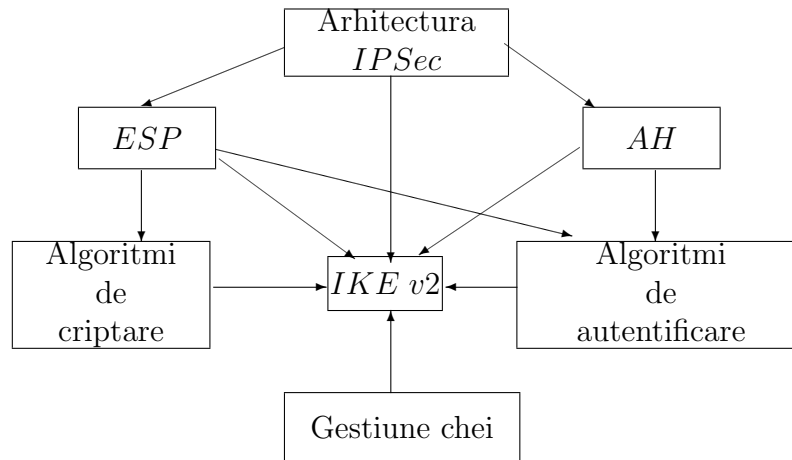 Arhitectura
IPSec
ESP
AH
Algoritmi
de
criptare
IKE v2
Algoritmi
de
autentificare
Gestiune chei